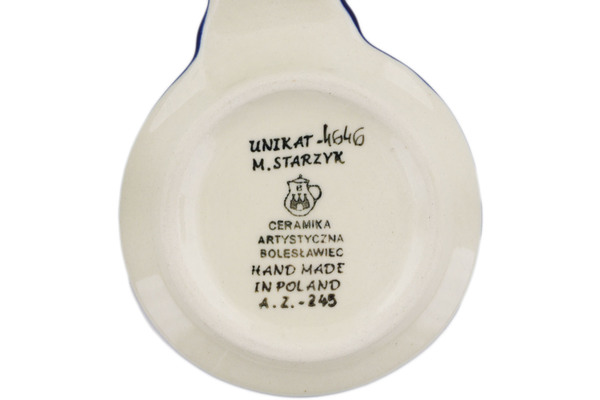 UNIKAT-4646
M. STARZYK
CERAMIKA
ARTYSTYCZNA
BOLESŁAWIEC
HAND MADE
IN POLAND
A. Z. - 245